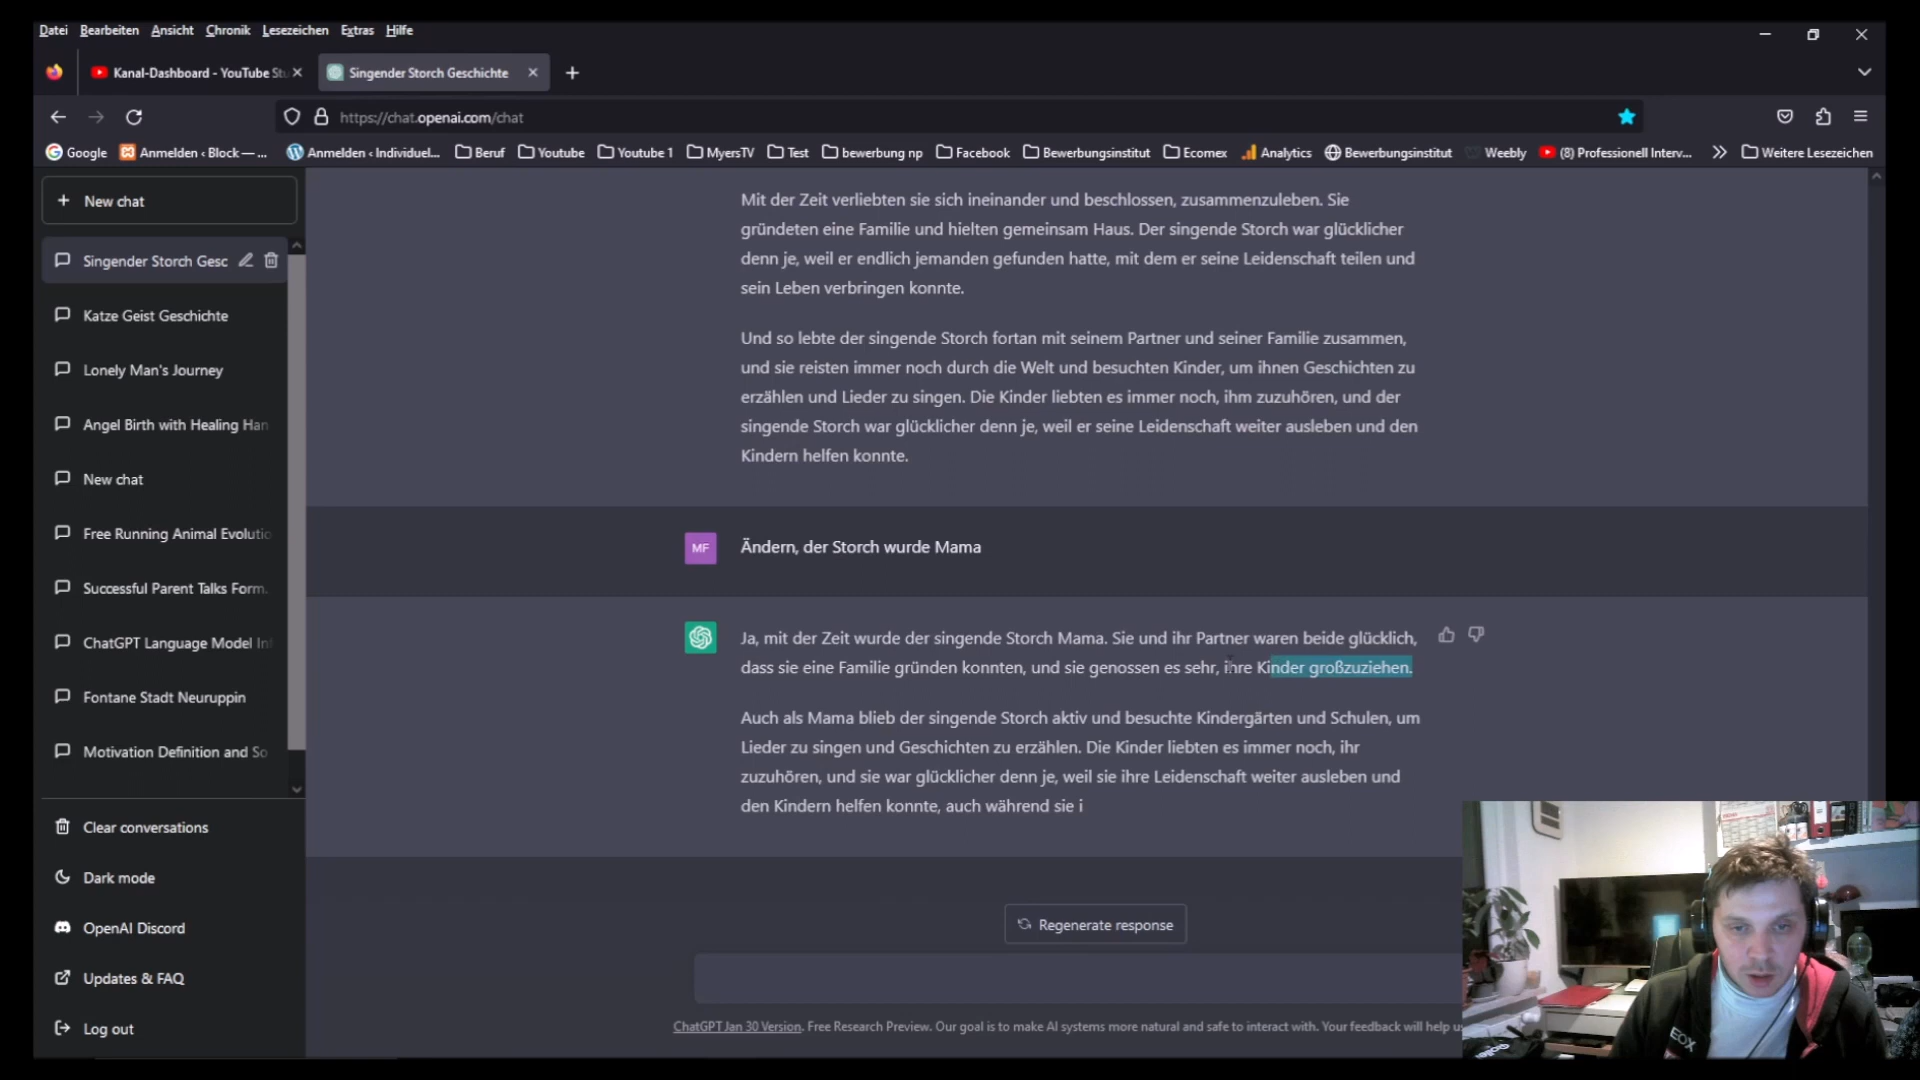 Datei Bearbeiten Ansicht Chronik Lesezeichen Extras Hilfe
Kanal-Dashboard - YouTube Stu
Singender Storch Geschichte
https://chat.openai.com/chat
Google Anmelden ‹ Block — ... Anmelden ‹ Individuel... Beruf Youtube Youtube 1 MyersTV Test bewerbung np Facebook Bewerbungsinstitut Ecomex Analytics Bewerbungsinstitut Weebly (8) Professionell Interv... Weitere Lesezeichen
+ New chat
Singender Storch Gesc
Katze Geist Geschichte
Lonely Man's Journey
Angel Birth with Healing Han
New chat
Free Running Animal Evolutio
Successful Parent Talks Form.
ChatGPT Language Model Int
Fontane Stadt Neuruppin
Motivation Definition and So
Clear conversations
Dark mode
OpenAI Discord
Updates & FAQ
Log out
Mit der Zeit verliebten sie sich ineinander und beschlossen, zusammenzuleben. Sie
gründeten eine Familie und hielten gemeinsam Haus. Der singende Storch war glücklicher
denn je, weil er endlich jemanden gefunden hatte, mit dem er seine Leidenschaft teilen und
sein Leben verbringen konnte.
Und so lebte der singende Storch fortan mit seinem Partner und seiner Familie zusammen,
und sie reisten immer noch durch die Welt und besuchten Kinder, um ihnen Geschichten zu
erzählen und Lieder zu singen. Die Kinder liebten es immer noch, ihm zuzuhören, und der
singende Storch war glücklicher denn je, weil er seine Leidenschaft weiter ausleben und den
Kindern helfen konnte.
MF
Ändern, der Storch wurde Mama
Ja, mit der Zeit wurde der singende Storch Mama. Sie und ihr Partner waren beide glücklich,
dass sie eine Familie gründen konnten, und sie genossen es sehr, ihre Kinder großzuziehen.
Auch als Mama blieb der singende Storch aktiv und besuchte Kindergärten und Schulen, um
Lieder zu singen und Geschichten zu erzählen. Die Kinder liebten es immer noch, ihr
zuzuhören, und sie war glücklicher denn je, weil sie ihre Leidenschaft weiter ausleben und
den Kindern helfen konnte, auch während sie i
Regenerate response
ChatGPT Jan 30 Version. Free Research Preview. Our goal is to make AI systems more natural and safe to interact with. Your feedback will help u
EOX